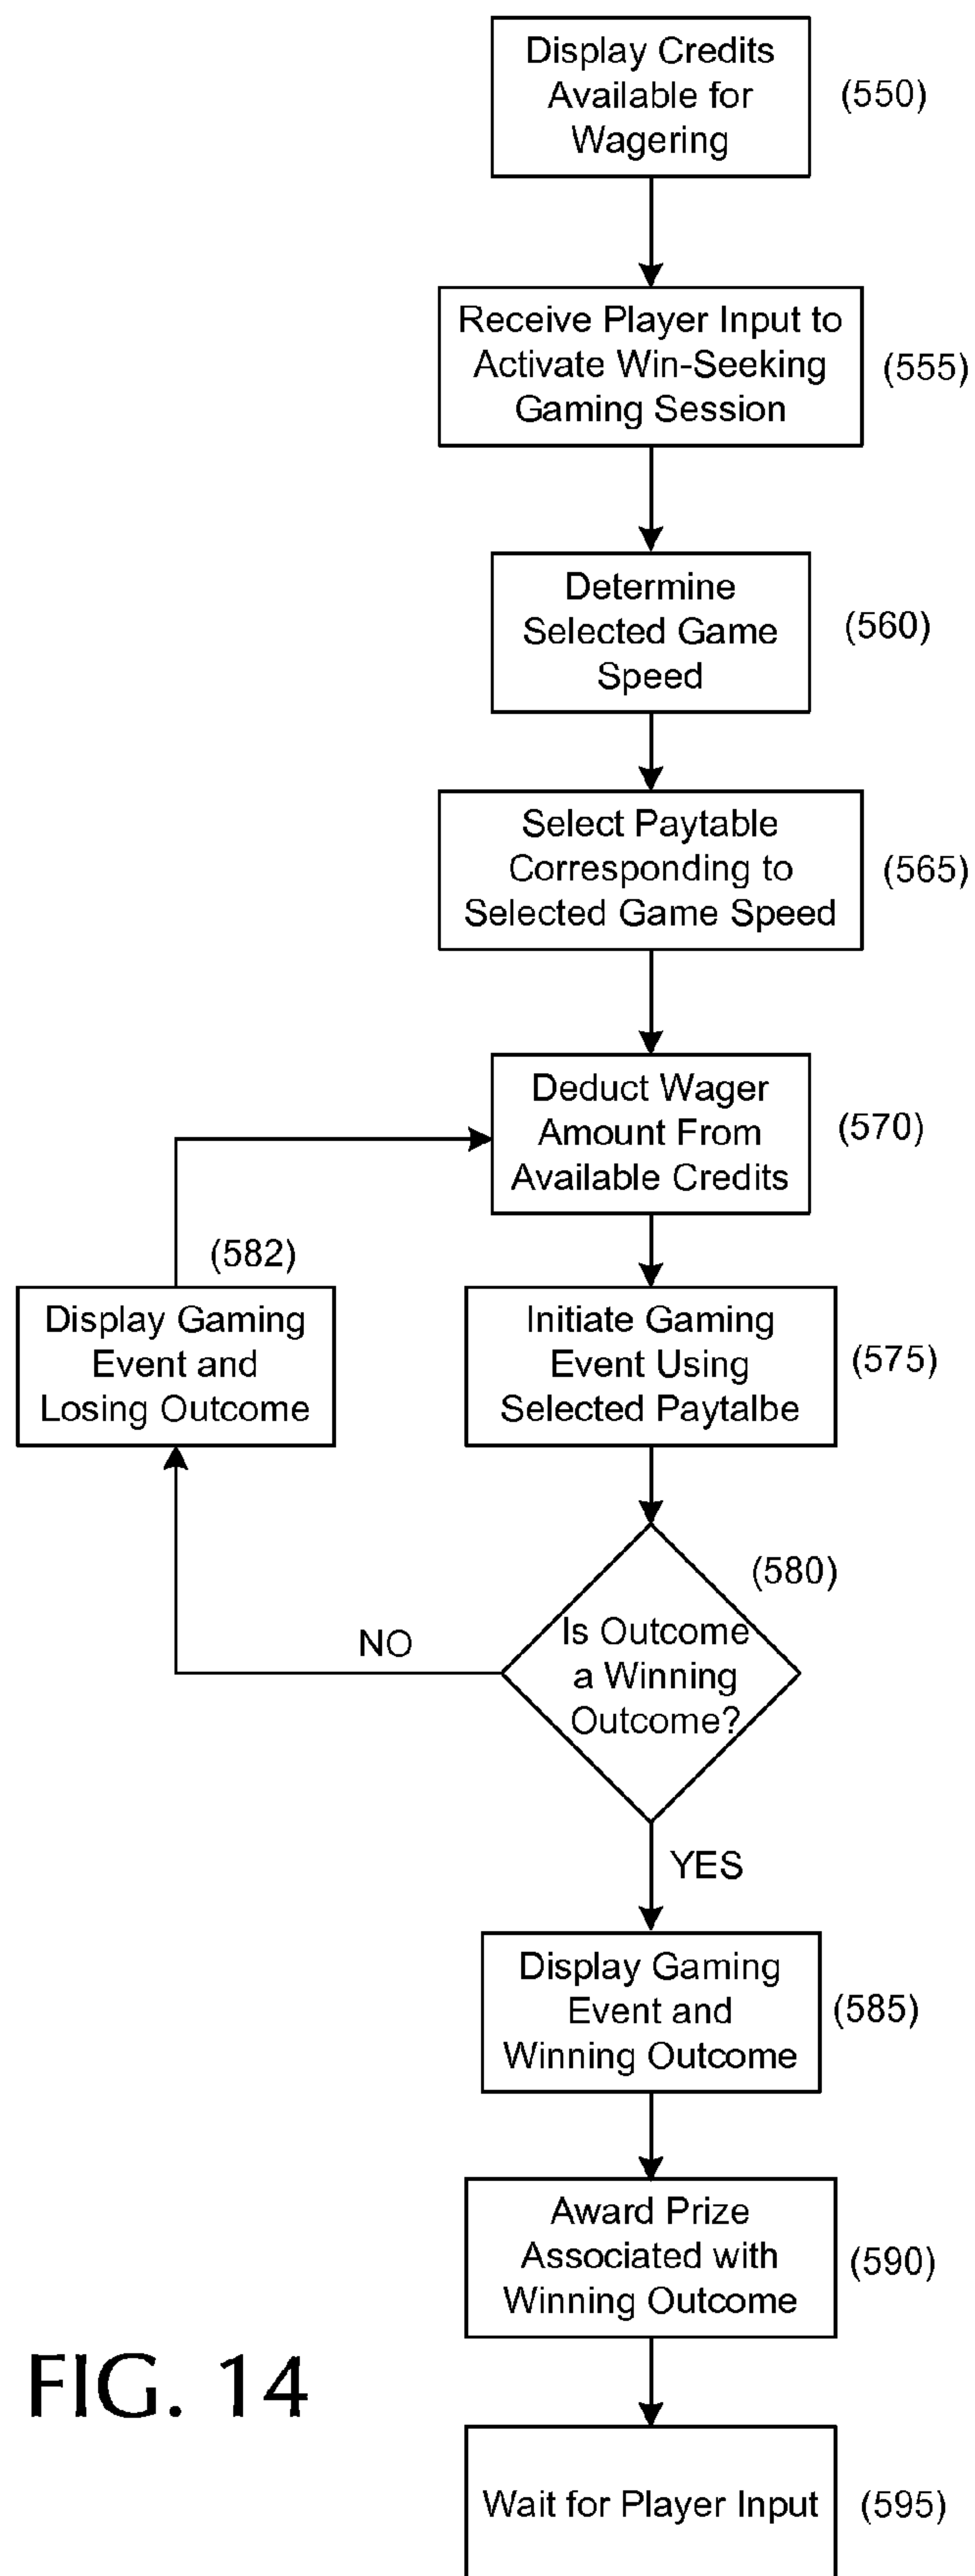 Display Credits
Available for
Wagering
(550)
Receive Player Input to
Activate Win-Seeking
Gaming Session
(555)
Determine
Selected Game
Speed
(560)
Select Paytable
Corresponding to
Selected Game Speed
(565)
Deduct Wager
Amount From
Available Credits
(570)
(582)
Display Gaming
Event and
Losing Outcome
Initiate Gaming
Event Using
Selected Paytalbe
(575)
(580)
Is Outcome
a Winning
Outcome?
NO
YES
Display Gaming
Event and
Winning Outcome
(585)
Award Prize
Associated with
Winning Outcome
(590)
FIG. 14
Wait for Player Input
(595)